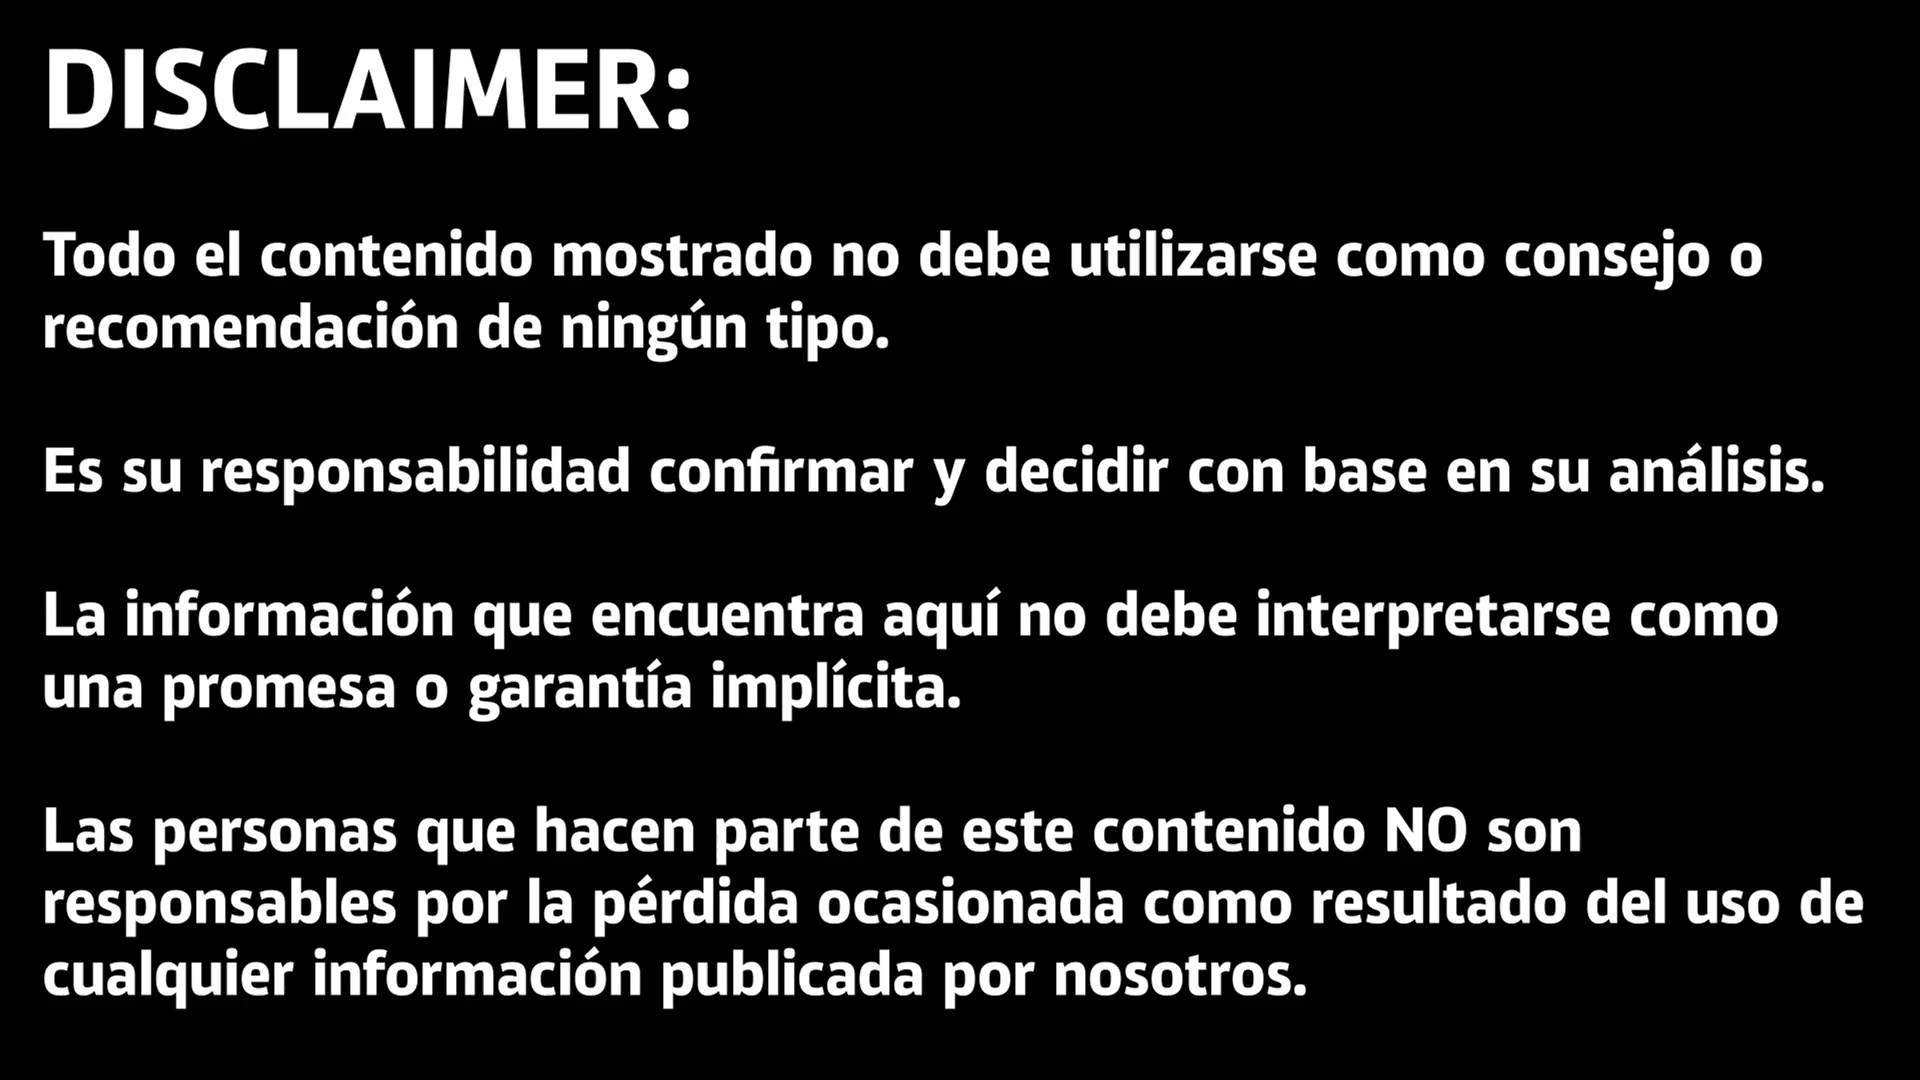 DISCLAIMER:
Todo el contenido mostrado no debe utilizarse como consejo o
recomendación de ningún tipo.
Es su responsabilidad confirmar y decidir con base en su análisis.
La información que encuentra aquí no debe interpretarse como
una promesa o garantía implícita.
Las personas que hacen parte de este contenido NO son
responsables por la pérdida ocasionada como resultado del uso de
cualquier información publicada por nosotros.